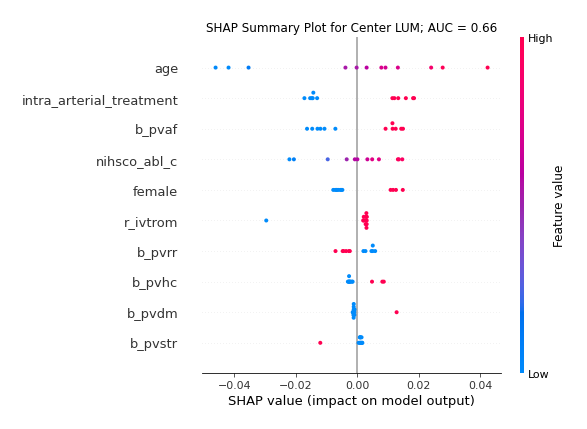 SHAP Summary Plot for Center LUM; AUC = 0.66
High
age
intra_arterial_treatment
b_pvaf
nihsco_abl_c
female
r_ivtrom
b_pvrr
b_pvhc
b_pvdm
b_pvstr
Feature value
Low
−0.04 −0.02 0.00 0.02 0.04
SHAP value (impact on model output)